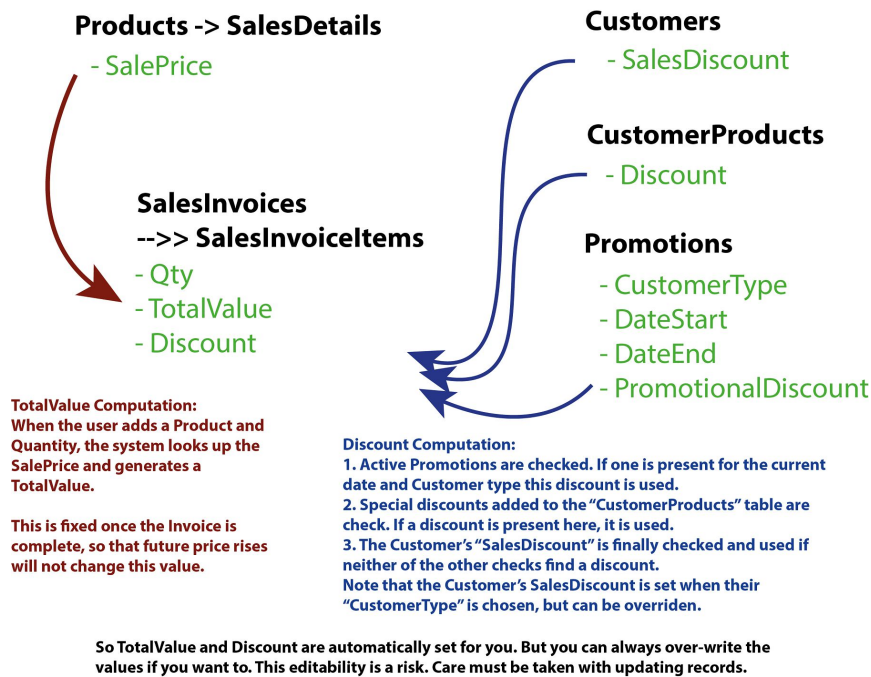 Products -> SalesDetails
- SalePrice
Customers
- SalesDiscount
CustomerProducts
- Discount
Promotions
- CustomerType
- DateStart
- DateEnd
- PromotionalDiscount
SalesInvoices
-->> SalesInvoiceItems
- Qty
- TotalValue
- Discount
TotalValue Computation:
When the user adds a Product and
Quantity, the system looks up the
SalePrice and generates a
TotalValue.
This is fixed once the Invoice is
complete, so that future price rises
will not change this value.
Discount Computation:
1. Active Promotions are checked. If one is present for the current
date and Customer type this discount is used.
2. Special discounts added to the “CustomerProducts” table are
check. If a discount is present here, it is used.
3. The Customer’s “SalesDiscount” is finally checked and used if
neither of the other checks find a discount.
Note that the Customer’s SalesDiscount is set when their
“CustomerType” is chosen, but can be overriden.
So TotalValue and Discount are automatically set for you. But you can always over-write the
values if you want to. This editability is a risk. Care must be taken with updating records.